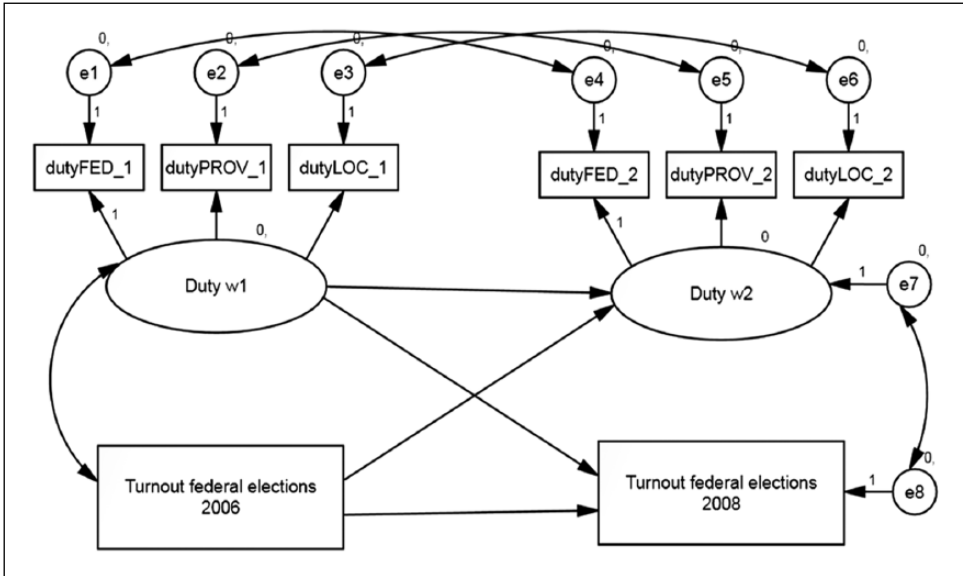 0, 0, 0, 0, 0, 0,
e1 e2 e3 e4 e5 e6
1 1 1 1 1 1
dutyFED_1 dutyPROV_1 dutyLOC_1 dutyFED_2 dutyPROV_2 dutyLOC_2
1 0, 1 0 0,
Duty w1 Duty w2 1 e7
Turnout federal elections
2006
Turnout federal elections
2008
0,
1 e8